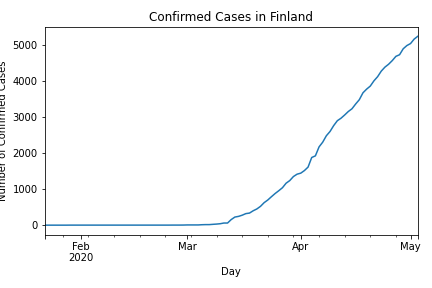 Confirmed Cases in Finland
Number of Confirmed Cases
5000
4000
3000
2000
1000
0
Feb
2020
Mar
Apr
May
Day